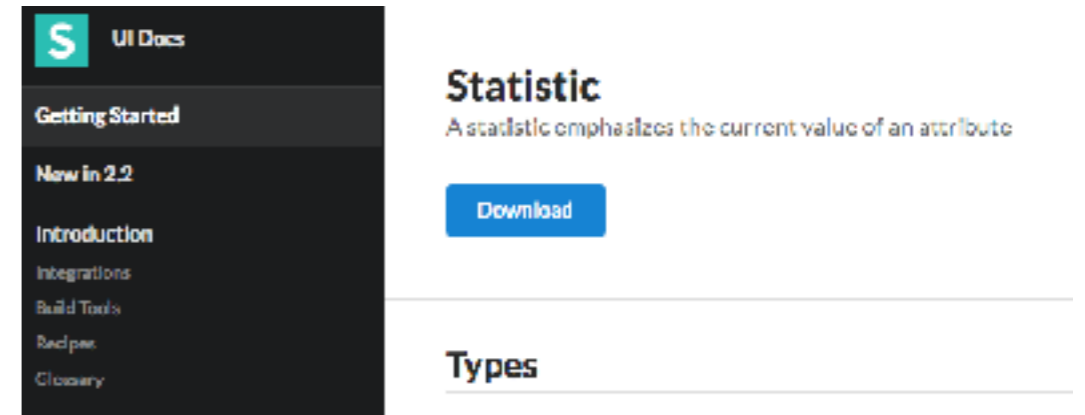 S
UI Docs
Getting Started
New in 2.2
Introduction
Integrations
Build Tools
Recipes
Glossary
Statistic
A statistic emphasizes the current value of an attribute
Download
Types